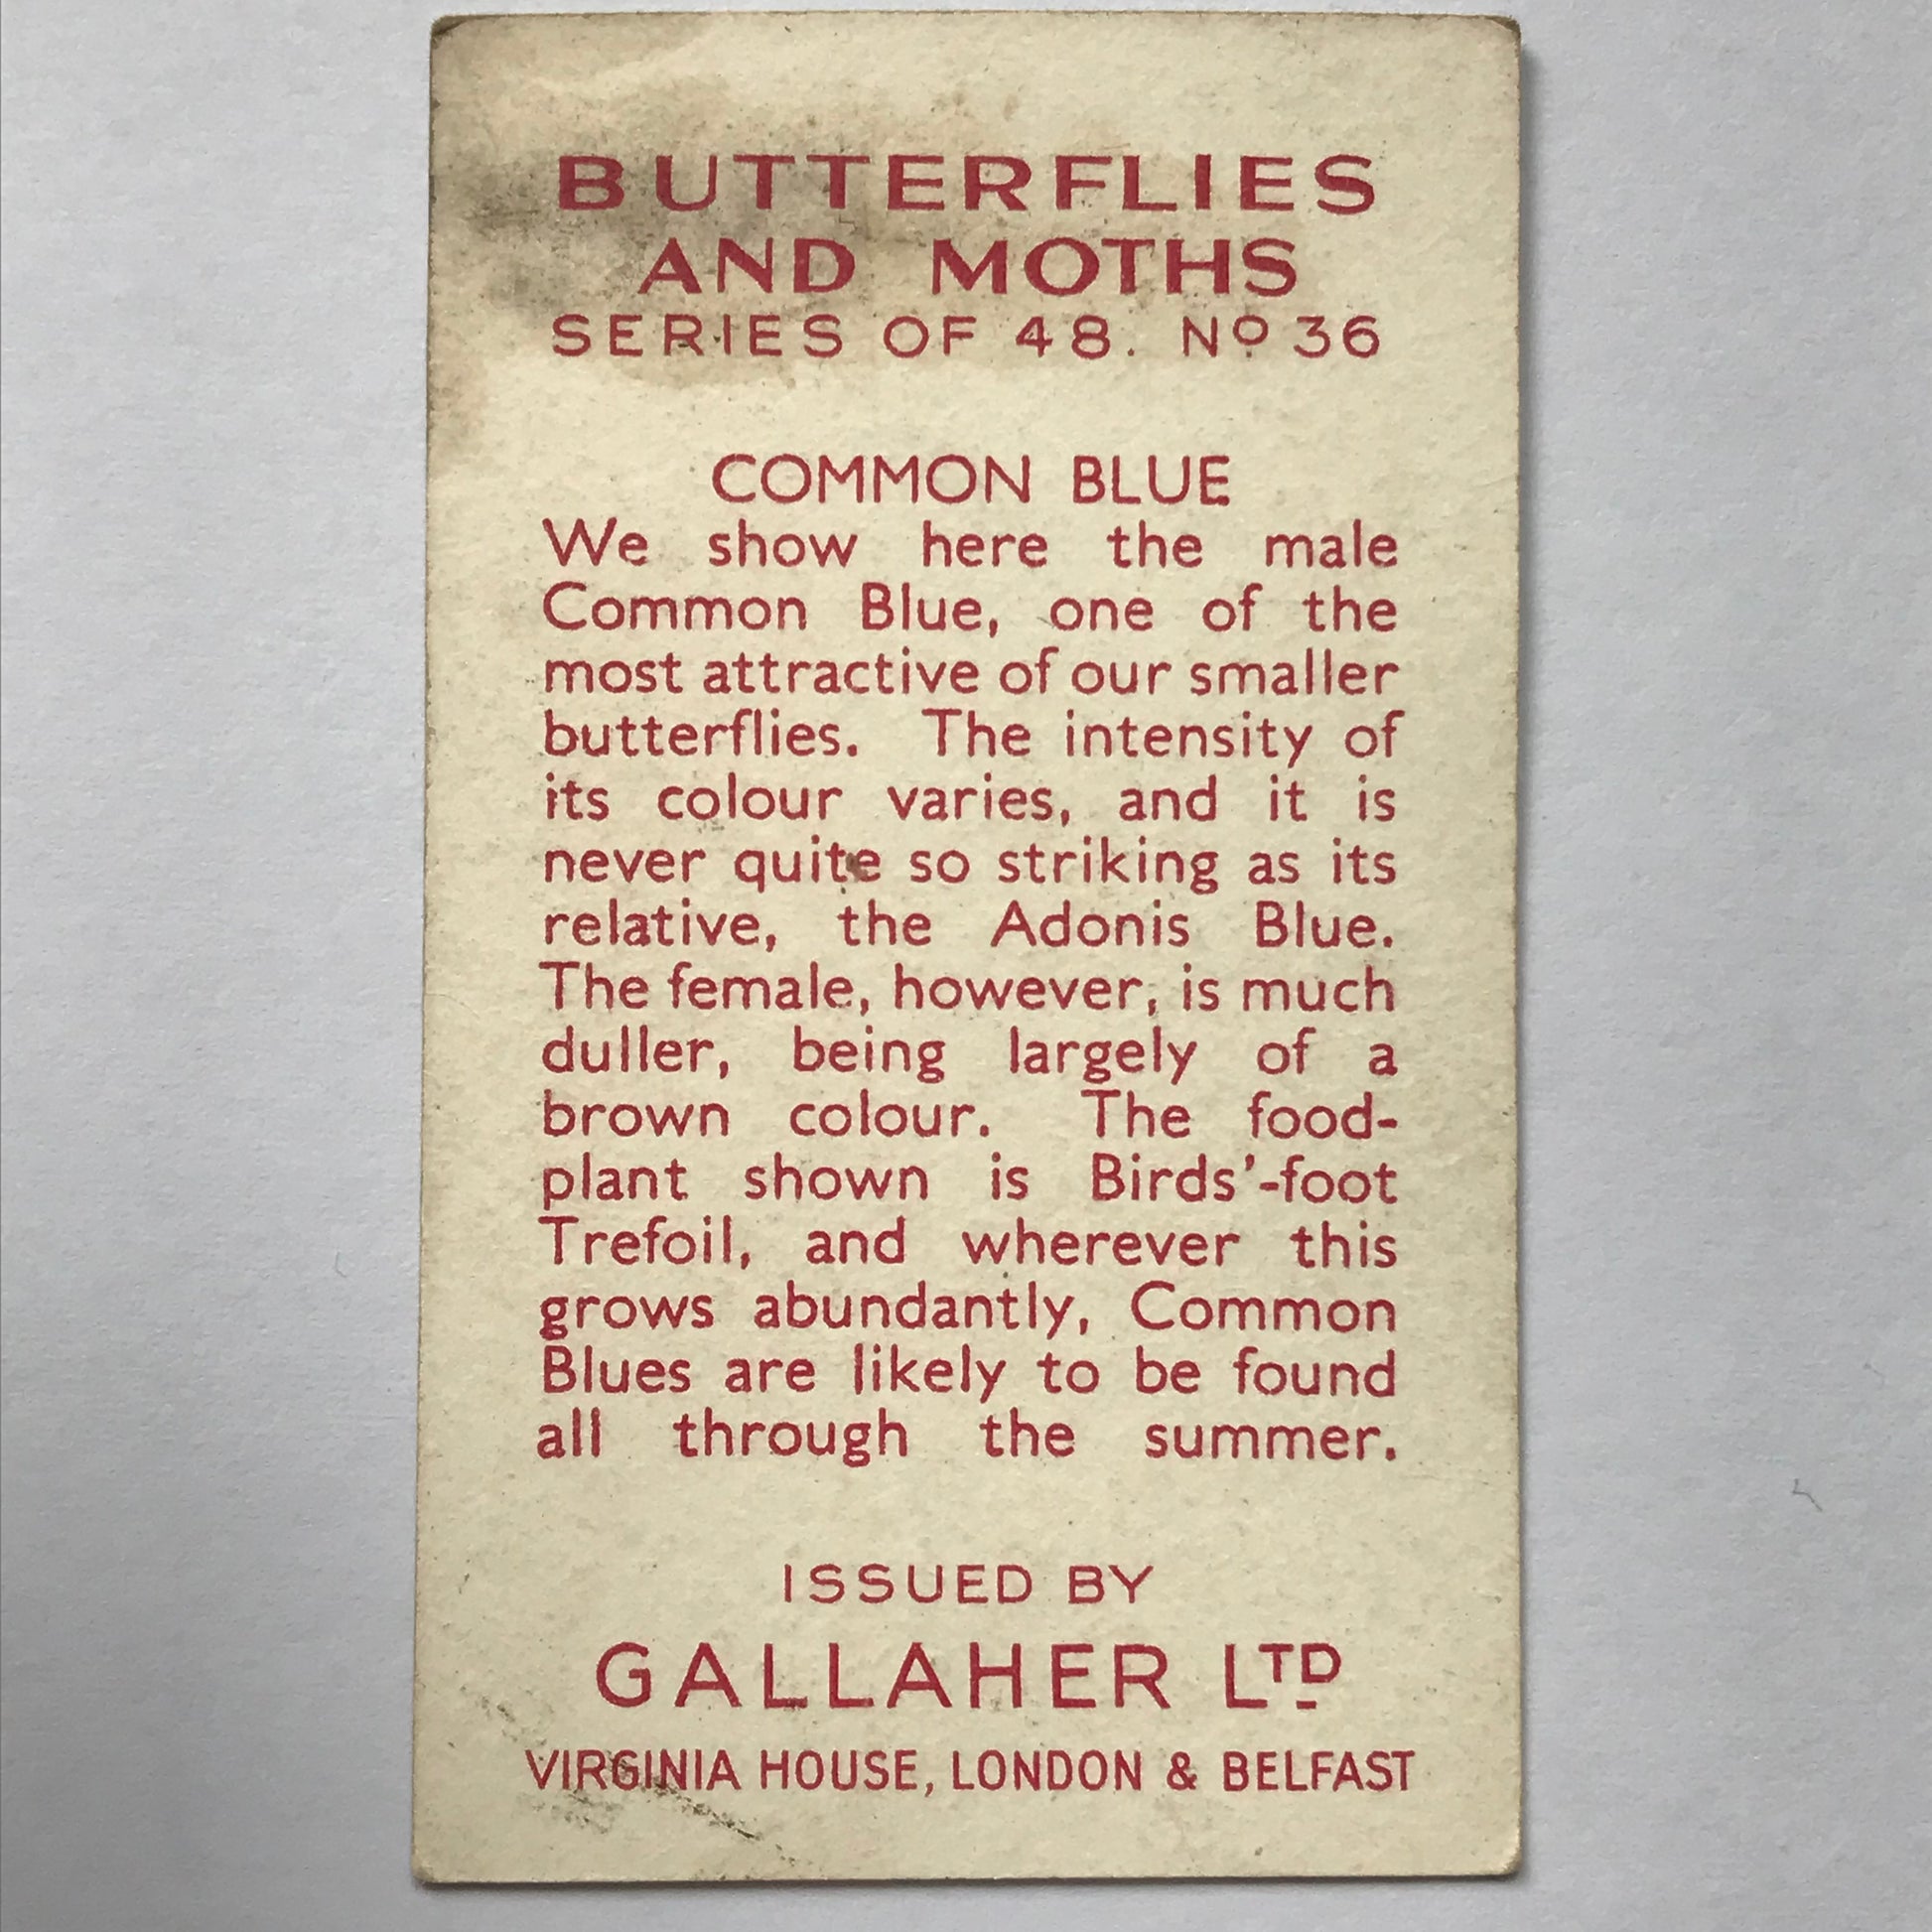 BUTTERFLIES
AND MOTHS
SERIES OF 48. Nº 36
COMMON BLUE
We show here the male
Common Blue, one of the
most attractive of our smaller
butterflies. The intensity of
its colour varies, and it is
never quite so striking as its
relative, the Adonis Blue.
The female, however, is much
duller, being largely of a
brown colour. The food-
plant shown is Birds'-foot
Trefoil, and wherever this
grows abundantly, Common
Blues are likely to be found
all through the summer.
ISSUED BY
GALLAHER LTD
VIRGINIA HOUSE, LONDON & BELFAST